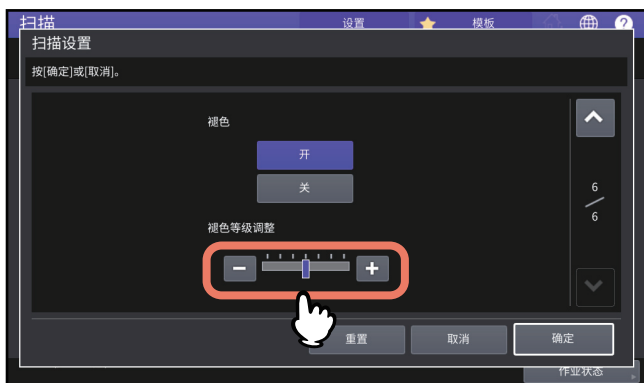 扫描
设置
模板
扫描设置
按[确定]或[取消]。
褪色
开
关
6
6
褪色等级调整
重置
取消
确定
作业状态